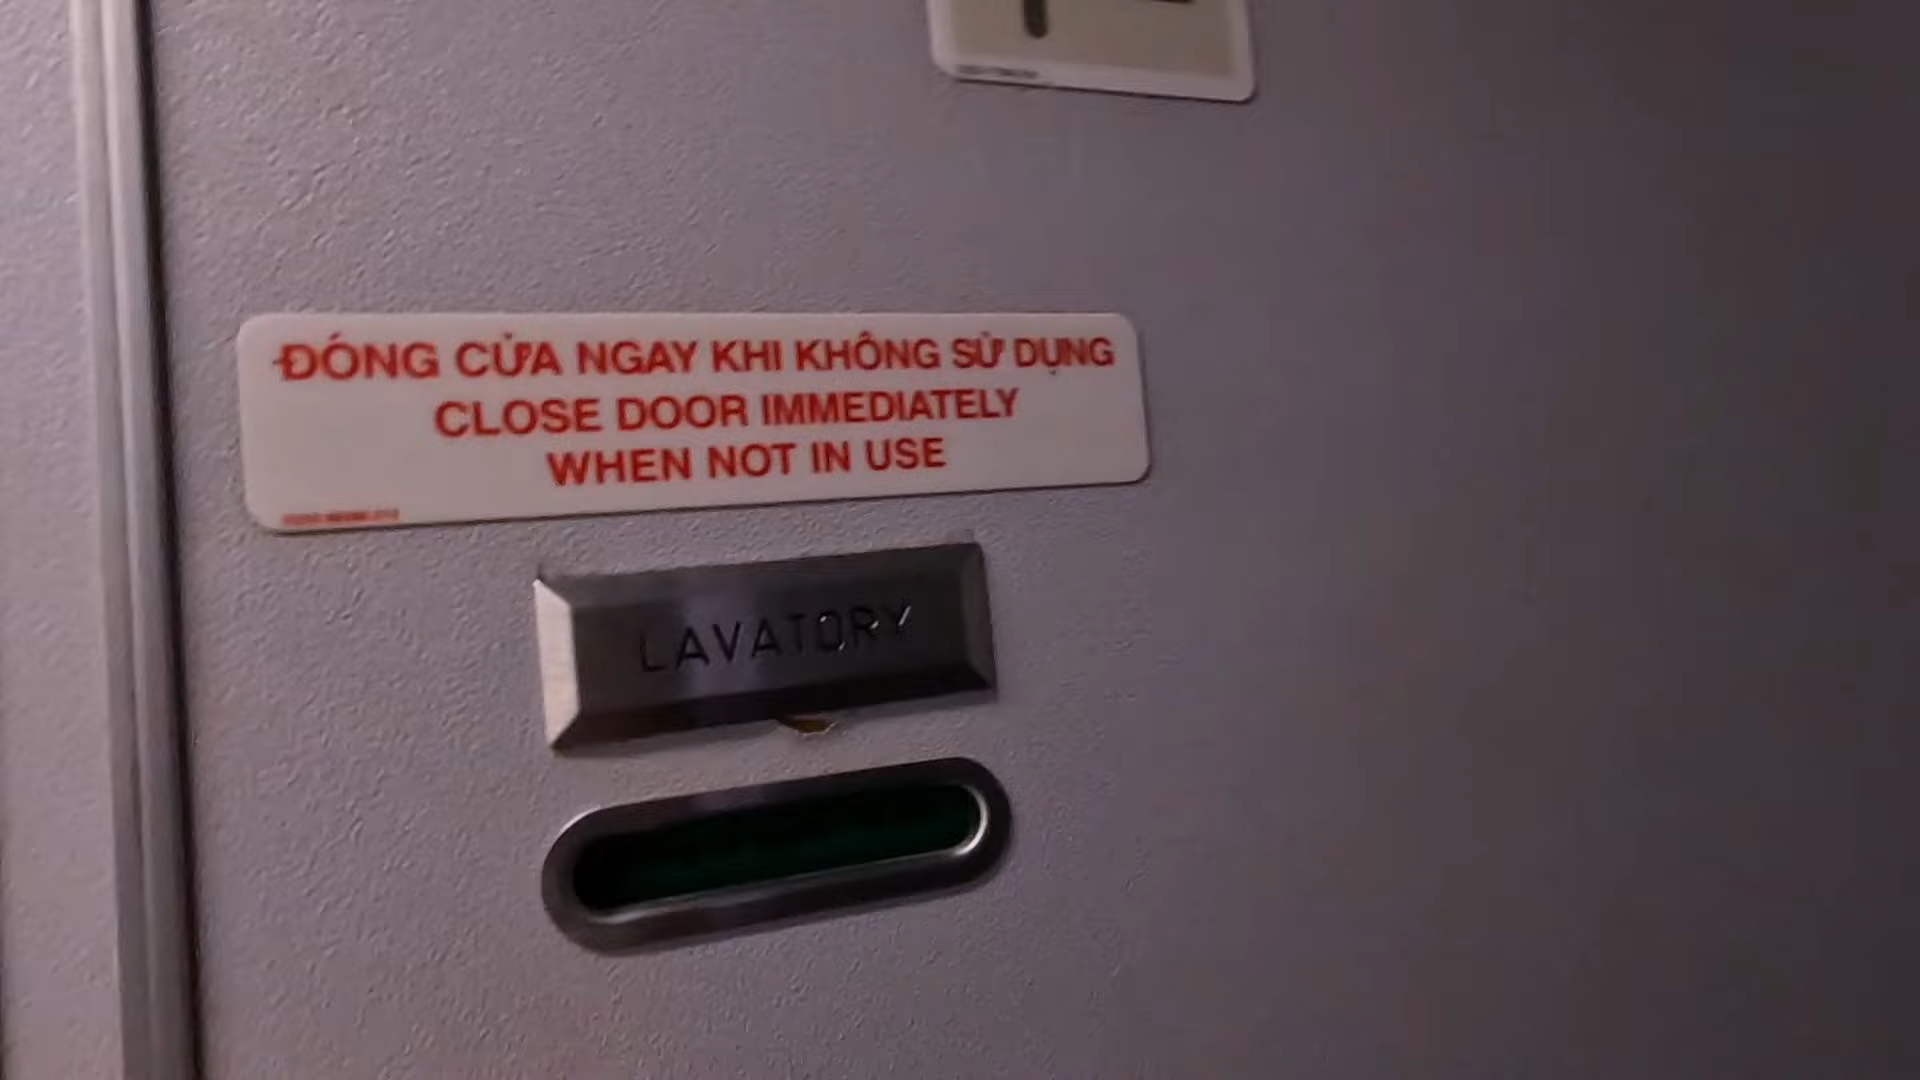 ĐÓNG CỬA NGAY KHI KHÔNG SỬ DỤNG
CLOSE DOOR IMMEDIATELY
WHEN NOT IN USE
LAVATORY